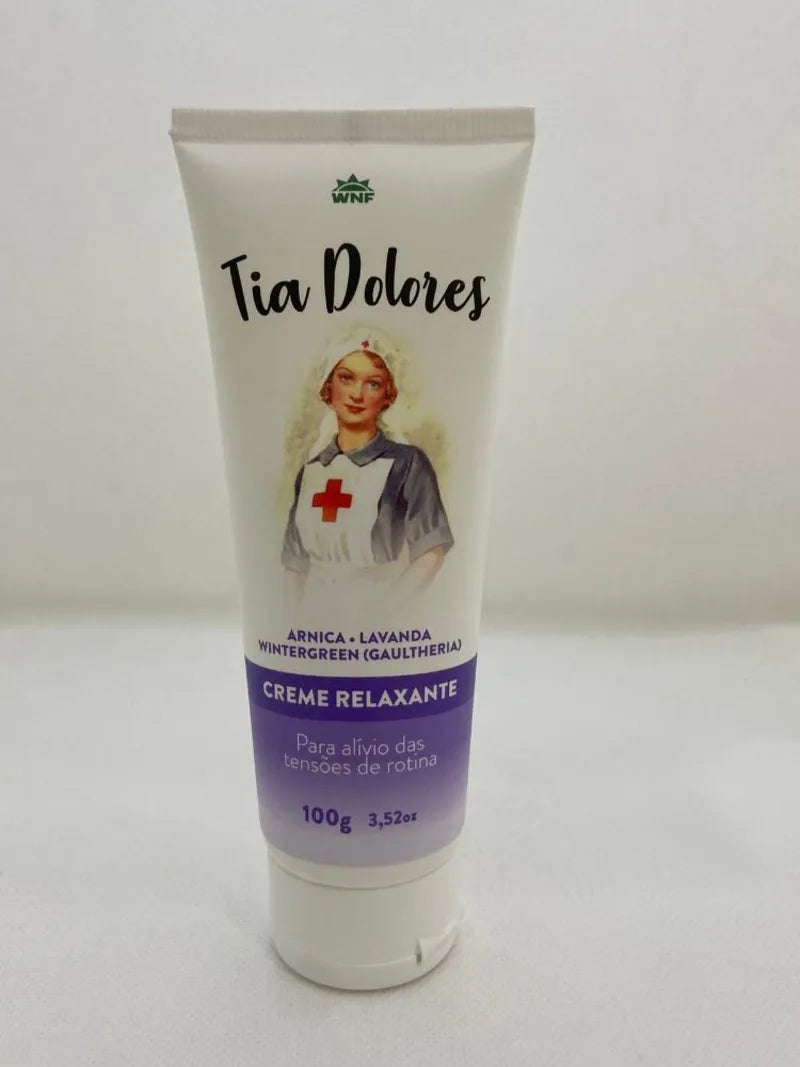 WNF
Tia Dolores
ARNICA • LAVANDA
WINTERGREEN (GAULTHERIA)
CREME RELAXANTE
Para alívio das
tensões de rotina
100g 3,52oz